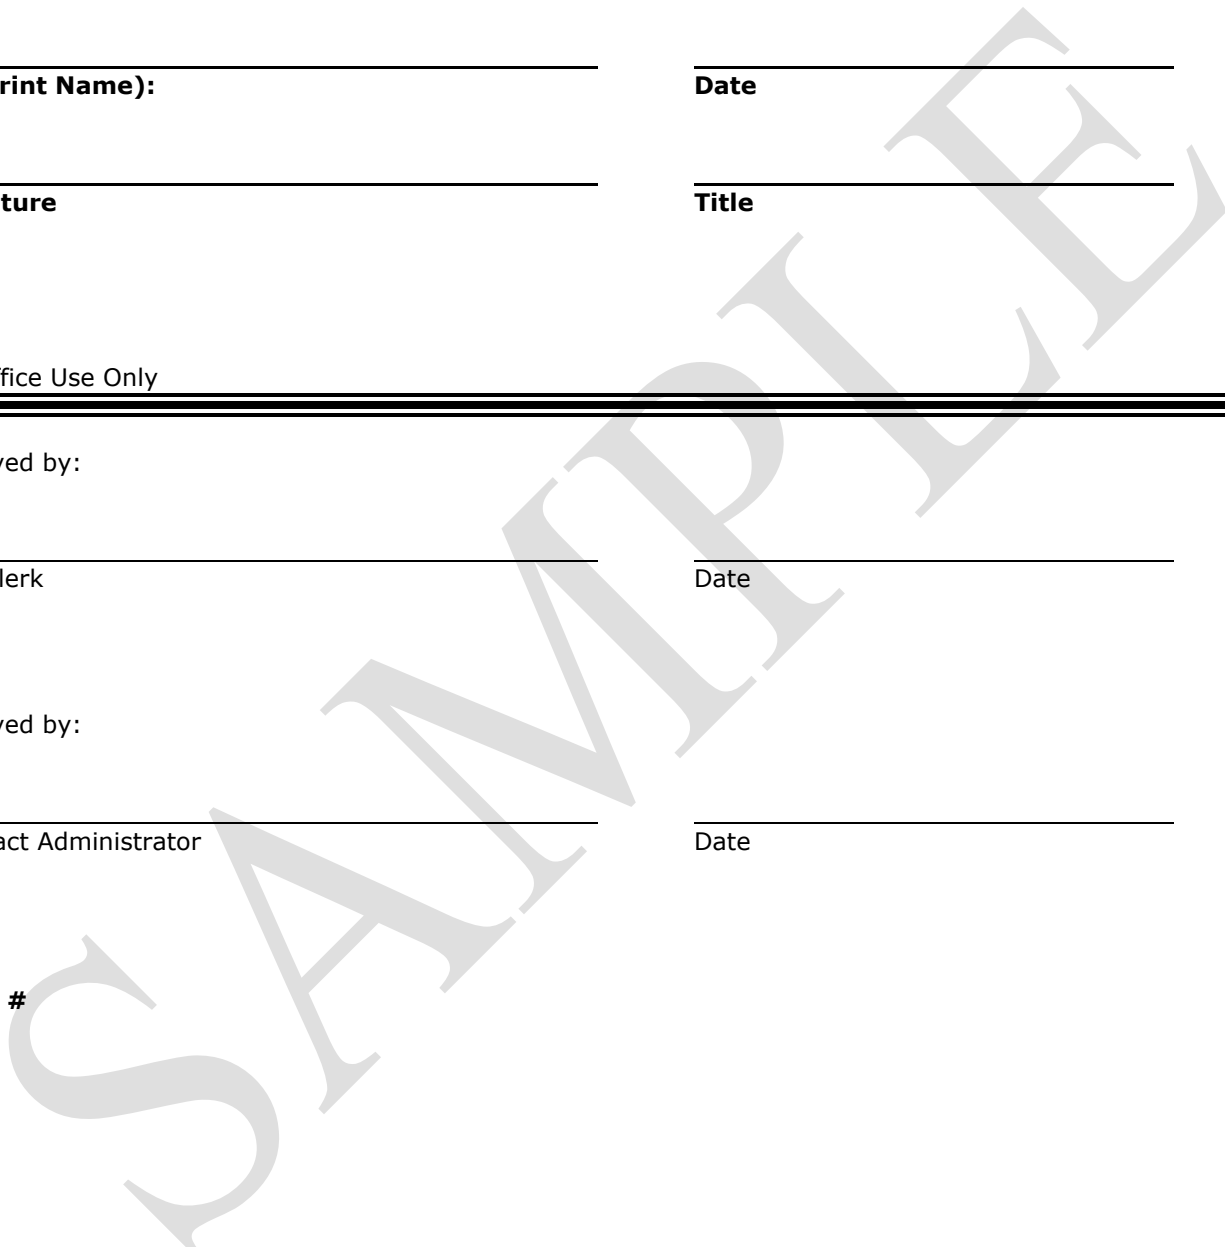 rint Name): Date
ture Title
fice Use Only
ved by:
lerk Date
ved by:
act Administrator Date
#
SAMPLE